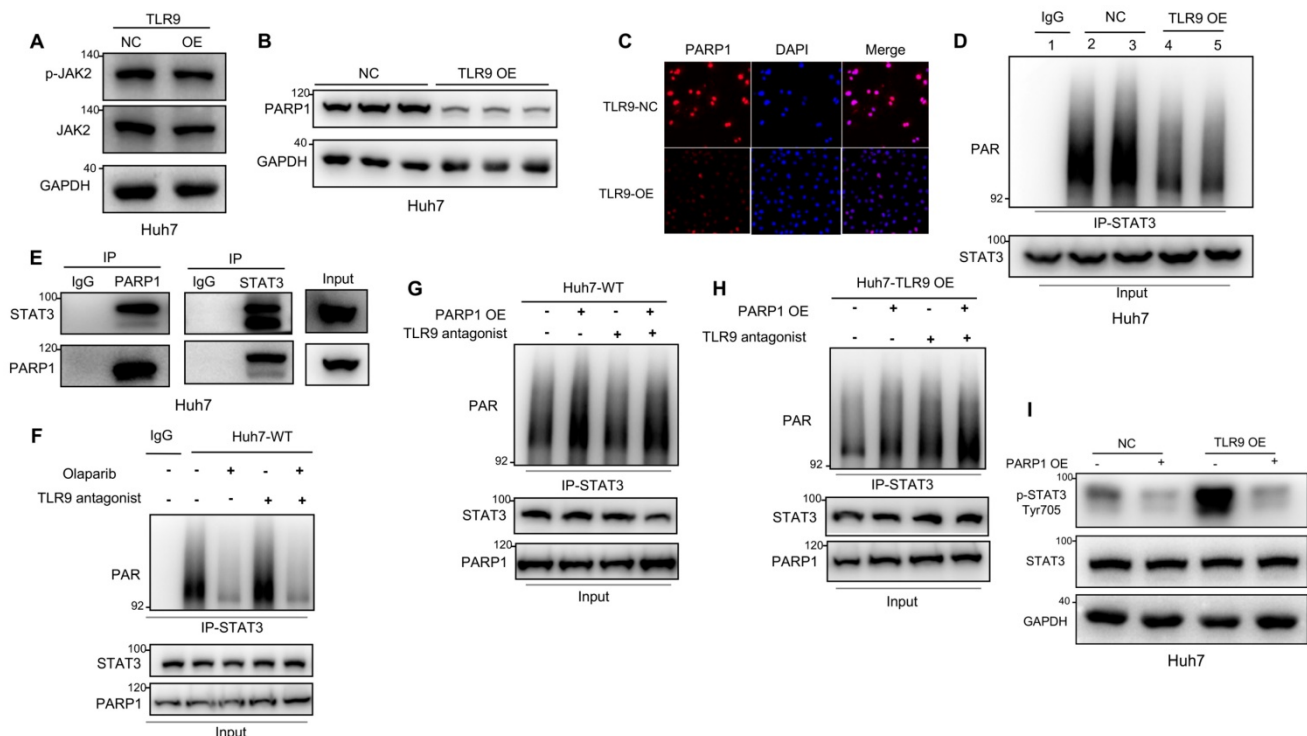 A
TLR9
NC OE
140
p-JAK2
140
JAK2
40
GAPDH
Huh7
B
NC TLR9 OE
120
PARP1
40
GAPDH
Huh7
C
PARP1 DAPI Merge
TLR9-NC
TLR9-OE
D
IgG NC TLR9 OE
1 2 3 4 5
PAR
92
IP-STAT3
100
STAT3
Input
Huh7
E
IP IP Input
IgG PARP1 IgG STAT3
100
STAT3
120
PARP1
Huh7
F
IgG Huh7-WT
Olaparib - - + - +
TLR9 antagonist - - - + +
PAR
92
IP-STAT3
100
STAT3
120
PARP1
Input
G
Huh7-WT
PARP1 OE - + - +
TLR9 antagonist - - + +
PAR
92
IP-STAT3
STAT3
120
PARP1
Input
H
Huh7-TLR9 OE
PARP1 OE - + - +
TLR9 antagonist - - + +
PAR
92
IP-STAT3
STAT3
120
PARP1
Input
I
NC TLR9 OE
PARP1 OE - + - +
100
p-STAT3
Tyr705
100
STAT3
40
GAPDH
Huh7